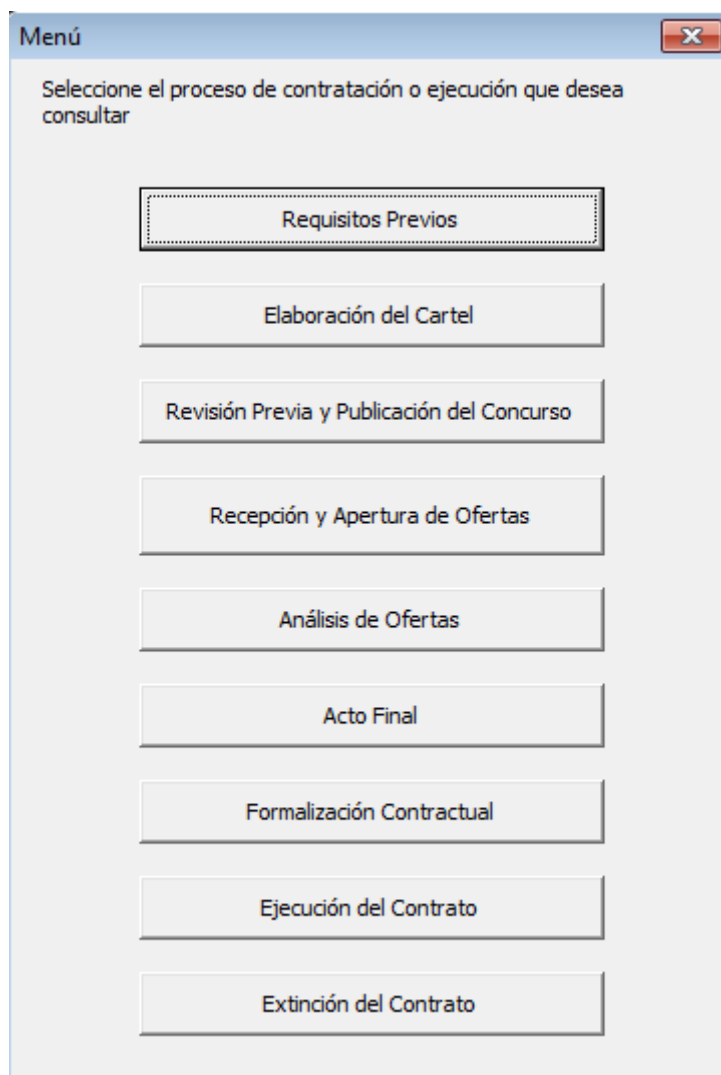 Menú
Seleccione el proceso de contratación o ejecución que desea
consultar
Requisitos Previos
Elaboración del Cartel
Revisión Previa y Publicación del Concurso
Recepción y Apertura de Ofertas
Análisis de Ofertas
Acto Final
Formalización Contractual
Ejecución del Contrato
Extinción del Contrato